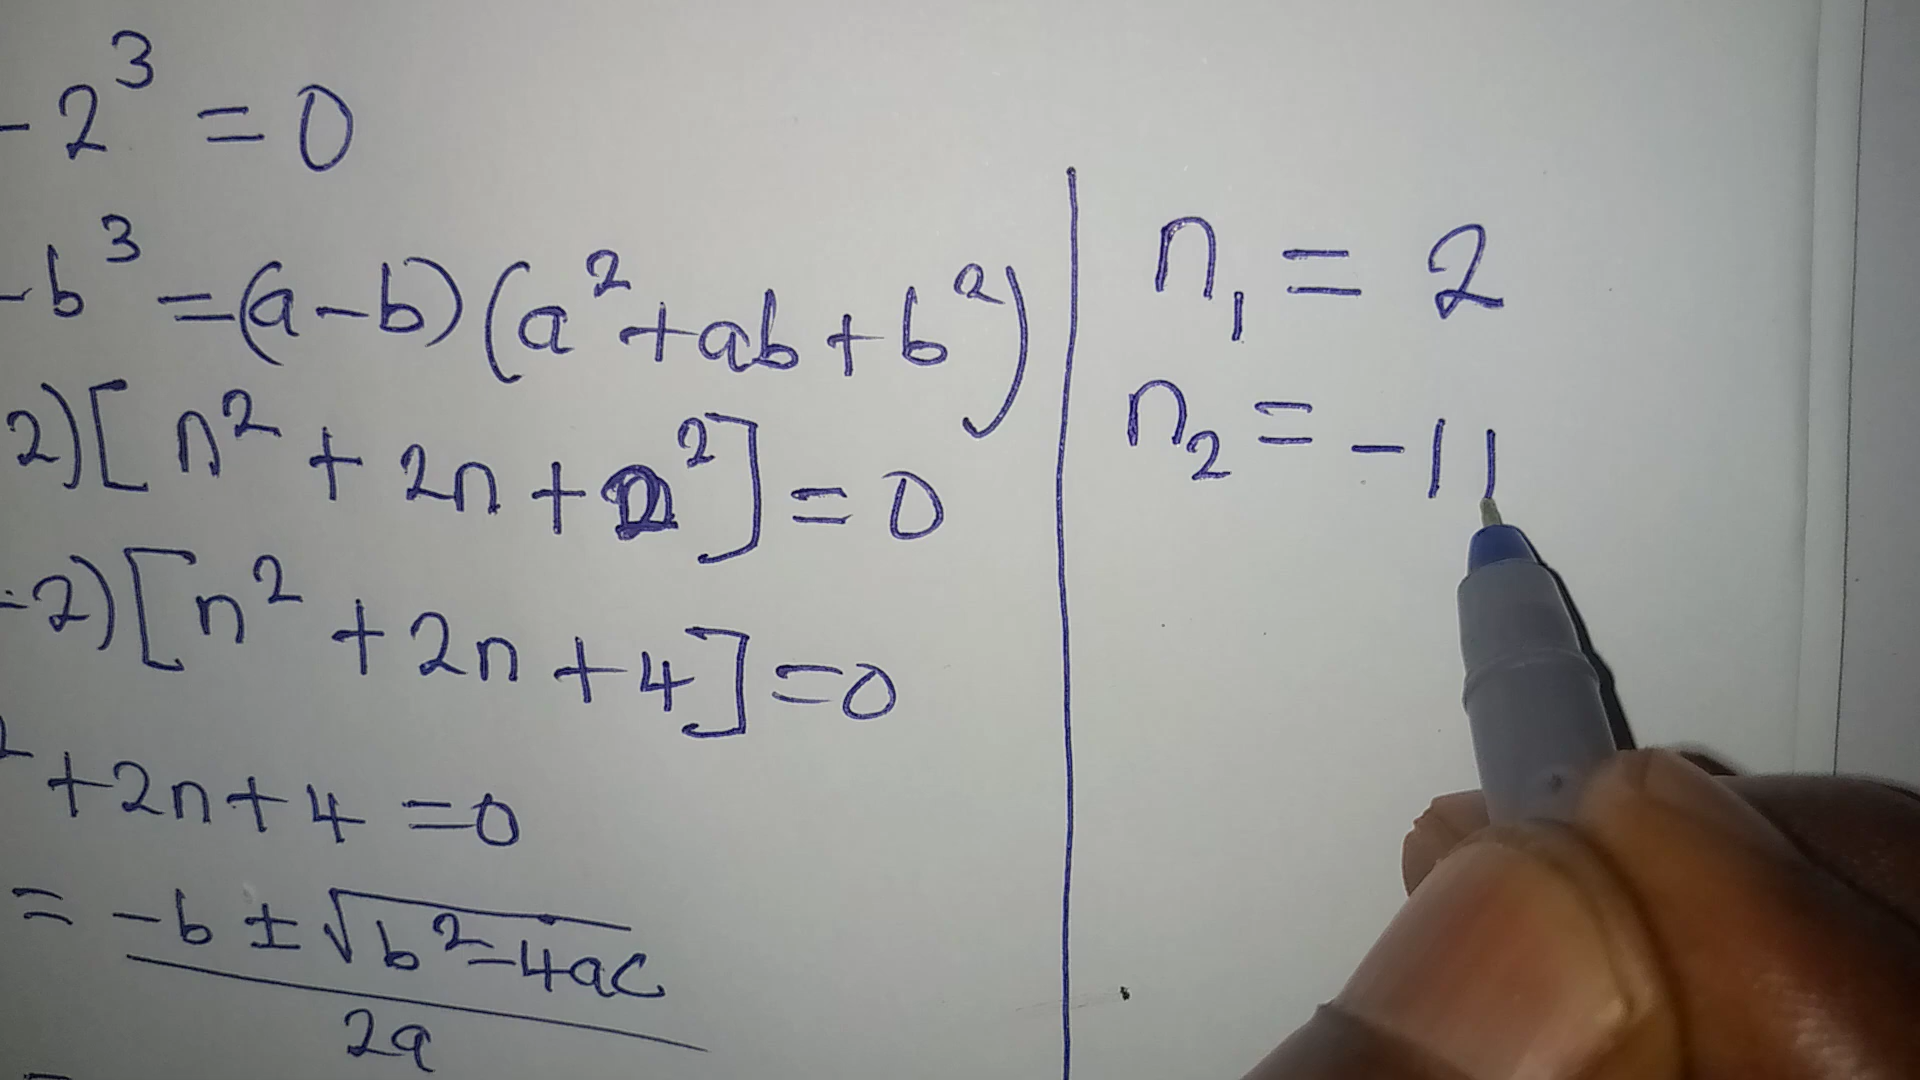 -2³ = 0
-b³ = (a-b)(a²+ab+b²)
2)[n² + 2n + 2²] = 0
-2)[n² + 2n + 4] = 0
² + 2n + 4 = 0
= -b ± √b²-4ac
2a
n₁ = 2
n₂ = -11